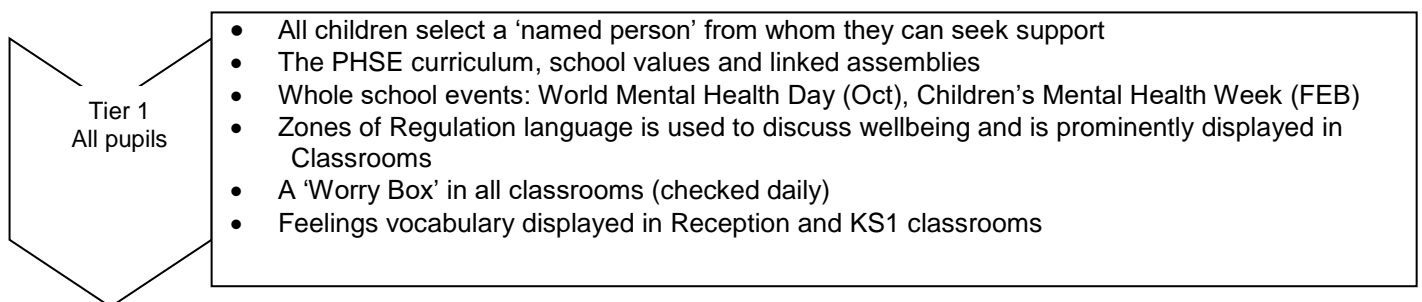 Tier 1
All pupils
• All children select a ‘named person’ from whom they can seek support
• The PHSE curriculum, school values and linked assemblies
• Whole school events: World Mental Health Day (Oct), Children’s Mental Health Week (FEB)
• Zones of Regulation language is used to discuss wellbeing and is prominently displayed in
Classrooms
• A ‘Worry Box’ in all classrooms (checked daily)
• Feelings vocabulary displayed in Reception and KS1 classrooms